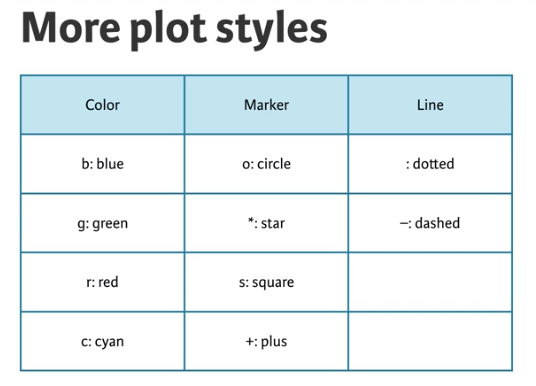 More plot styles
Color Marker Line
b: blue o: circle : dotted
g: green *: star –: dashed
r: red s: square
c: cyan +: plus